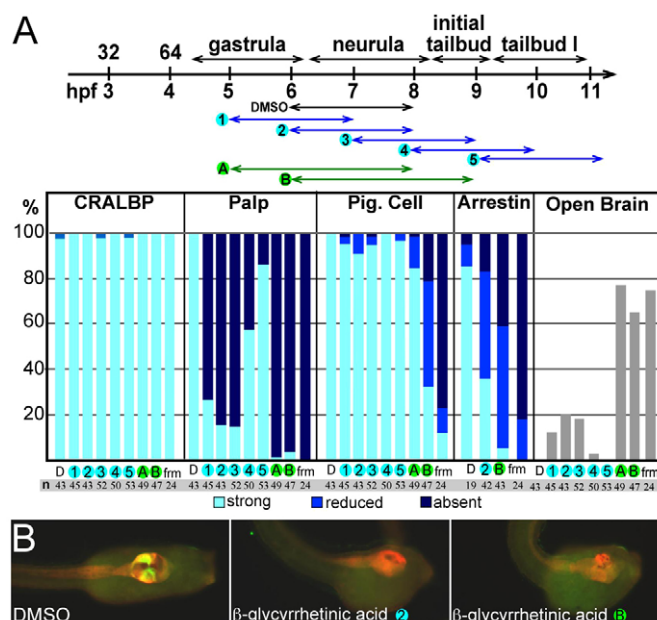 A
initial
32 64 gastrula neurula tailbud tailbud I
hpf 3 4 5 6 7 8 9 10 11
DMSO
1
2
3
4
5
A
B
% CRALBP Palp Pig. Cell Arrestin Open Brain
100
80
60
40
20
D 1 2 3 4 5 A B frm D 1 2 3 4 5 A B frm D 1 2 3 4 5 A B frm D 2 B frm D 1 2 3 4 5 A B frm
n 43 45 43 52 50 53 49 47 24 43 45 43 52 50 53 49 47 24 43 45 43 52 50 53 49 47 24 19 42 43 24 43 45 43 52 50 53 49 47 24
strong reduced absent
B
DMSO β-glycyrrhetinic acid 2 β-glycyrrhetinic acid B